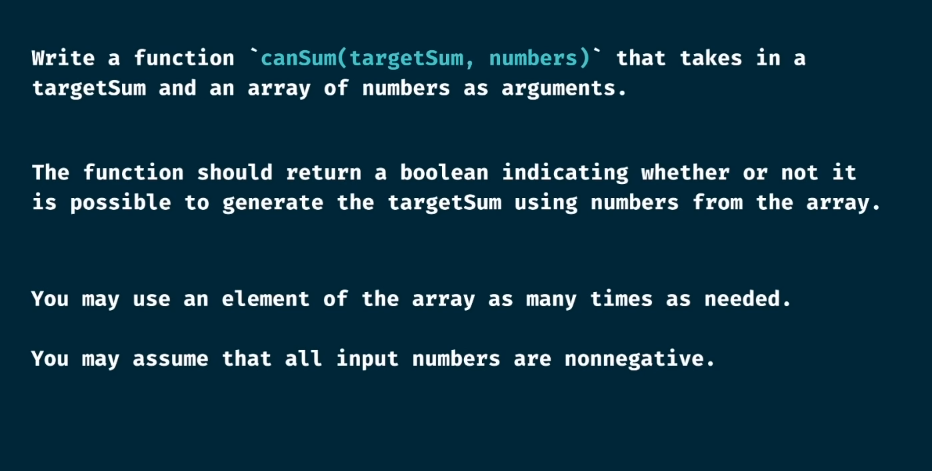 Write a function `canSum(targetSum, numbers)` that takes in a
targetSum and an array of numbers as arguments.
The function should return a boolean indicating whether or not it
is possible to generate the targetSum using numbers from the array.
You may use an element of the array as many times as needed.
You may assume that all input numbers are nonnegative.